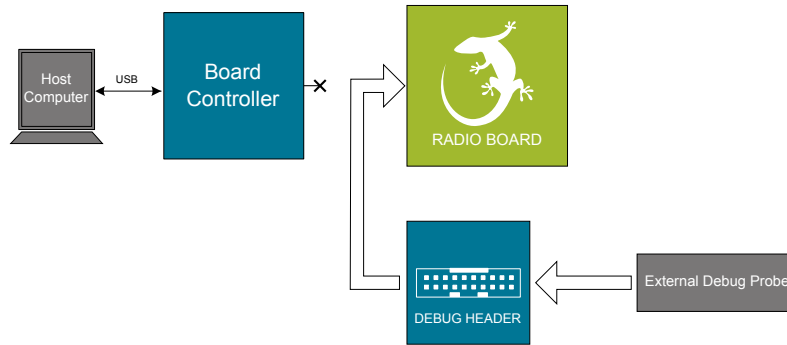 Host
Computer
USB
Board
Controller
RADIO BOARD
DEBUG HEADER
External Debug Probe